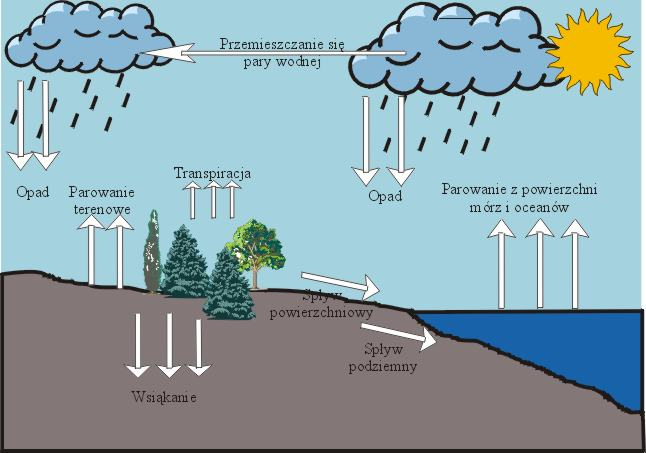 Przemieszczanie się
pary wodnej
Transpiracja
Opad
Parowanie
terenowe
Opad
Parowanie z powierzchni
mórz i oceanów
Spływ
powierzchniowy
Spływ
podziemny
Wsiąkanie